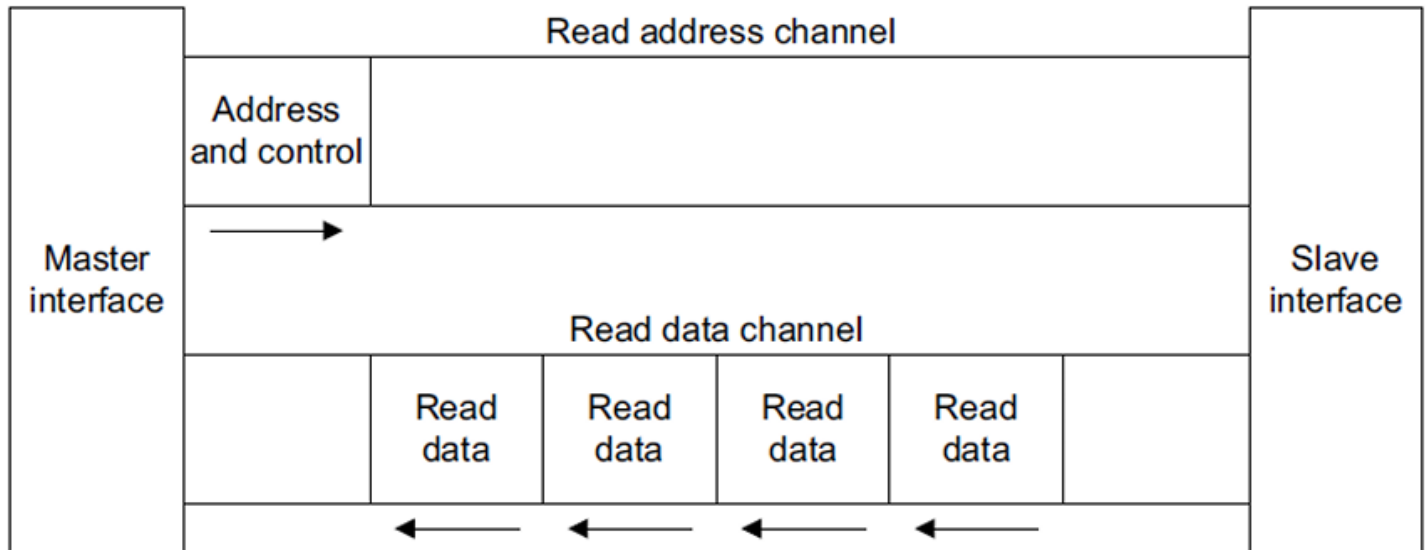 Read address channel
Address
and control
Master
interface
Slave
interface
Read data channel
Read
data
Read
data
Read
data
Read
data